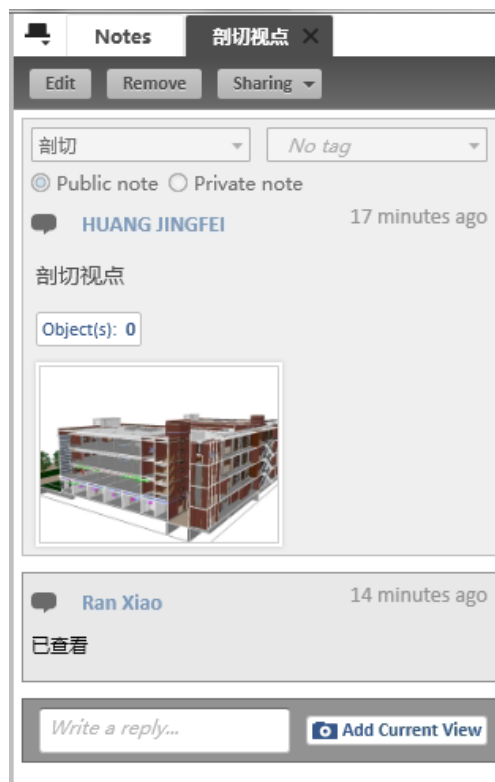 Notes 剖切视点
Edit Remove Sharing
剖切 No tag
Public note Private note
HUANG JINGFEI 17 minutes ago
剖切视点
Object(s): 0
Ran Xiao 14 minutes ago
已查看
Write a reply... Add Current View